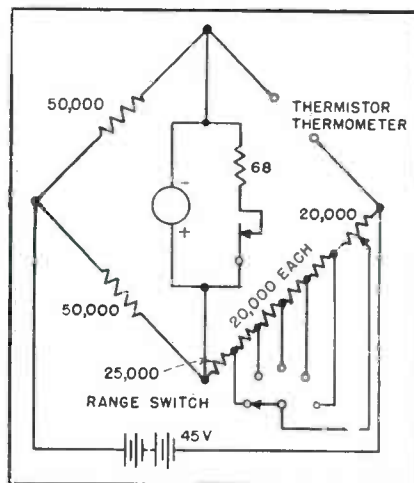 50,000
THERMISTOR
THERMOMETER
-
68
+
20,000
20,000 EACH
50,000
25,000
RANGE SWITCH
45V